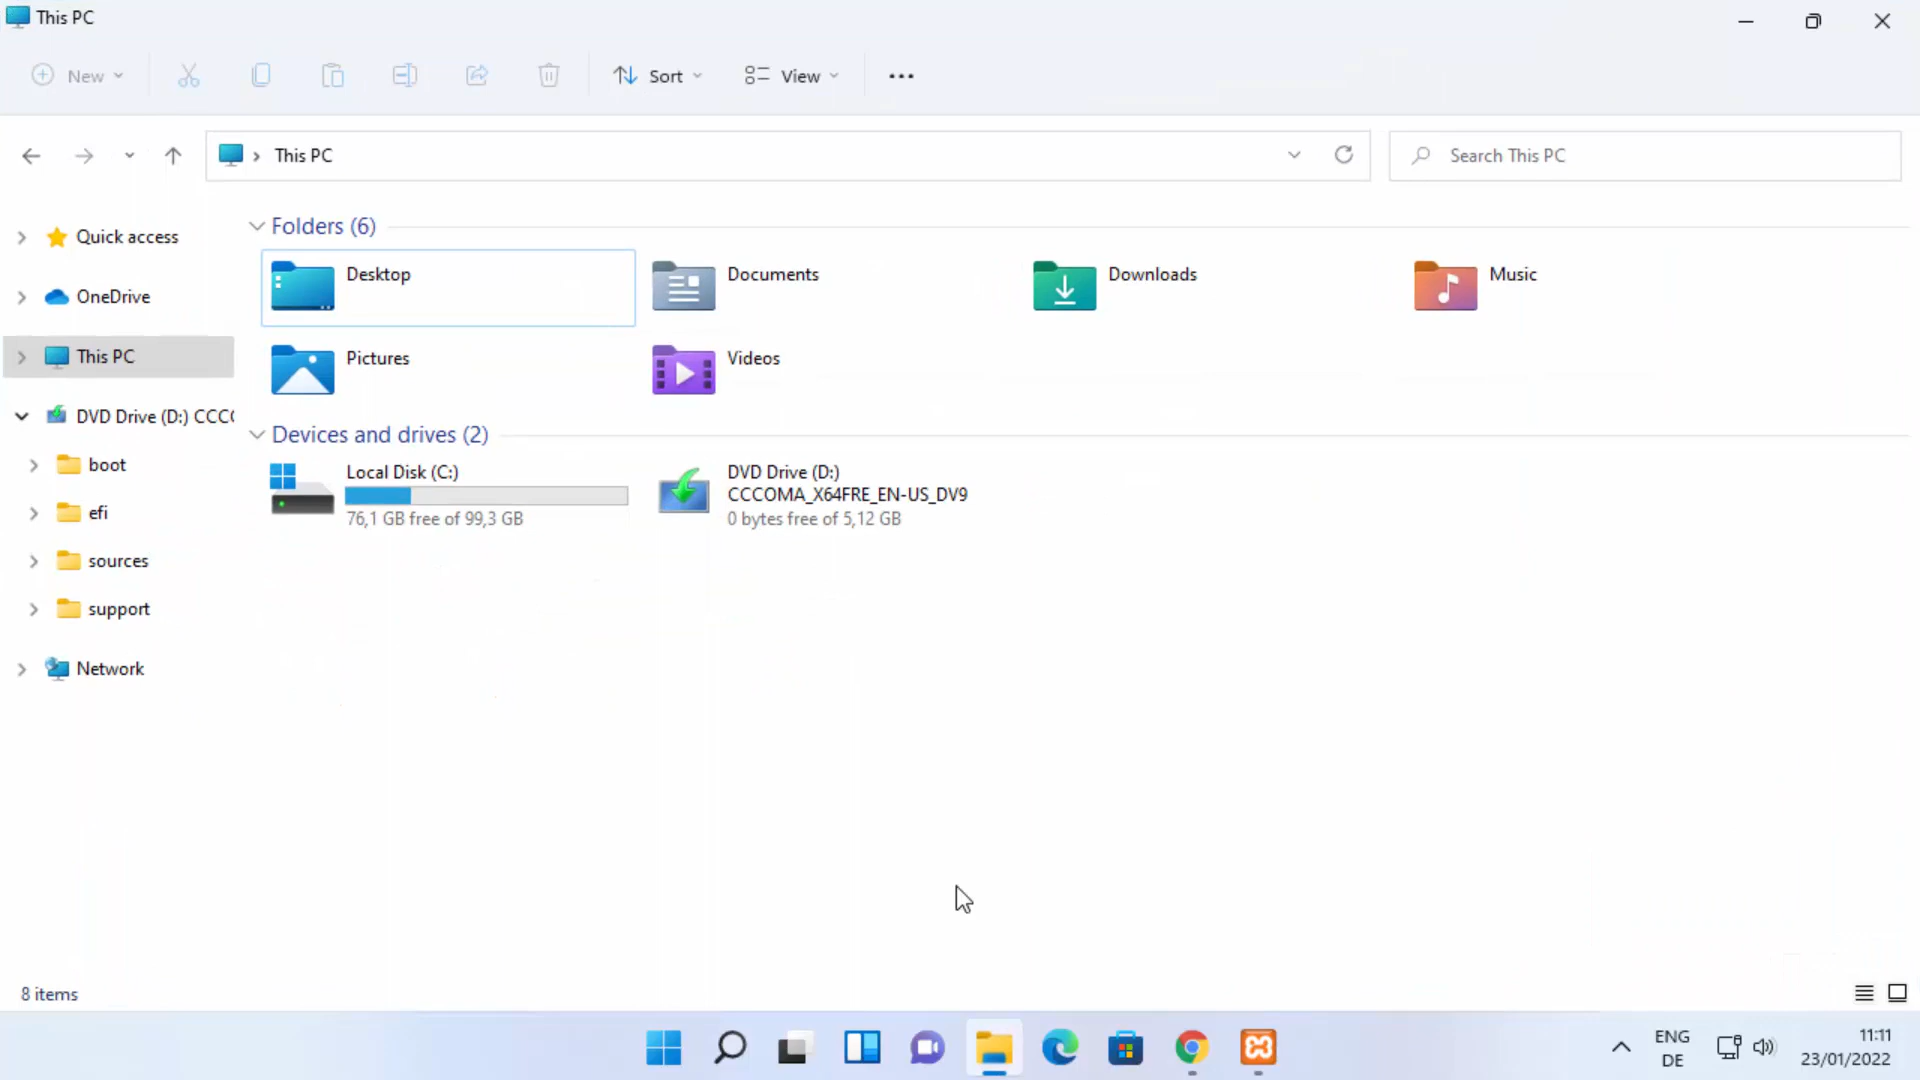 This PC
New
Sort
View
This PC
Search This PC
Quick access
OneDrive
This PC
DVD Drive (D:) CCC
boot
efi
sources
support
Network
Folders (6)
Desktop
Documents
Downloads
Music
Pictures
Videos
Devices and drives (2)
Local Disk (C:)
76,1 GB free of 99,3 GB
DVD Drive (D:)
CCCOMA_X64FRE_EN-US_DV9
0 bytes free of 5,12 GB
8 items
ENG
DE
11:11
23/01/2022